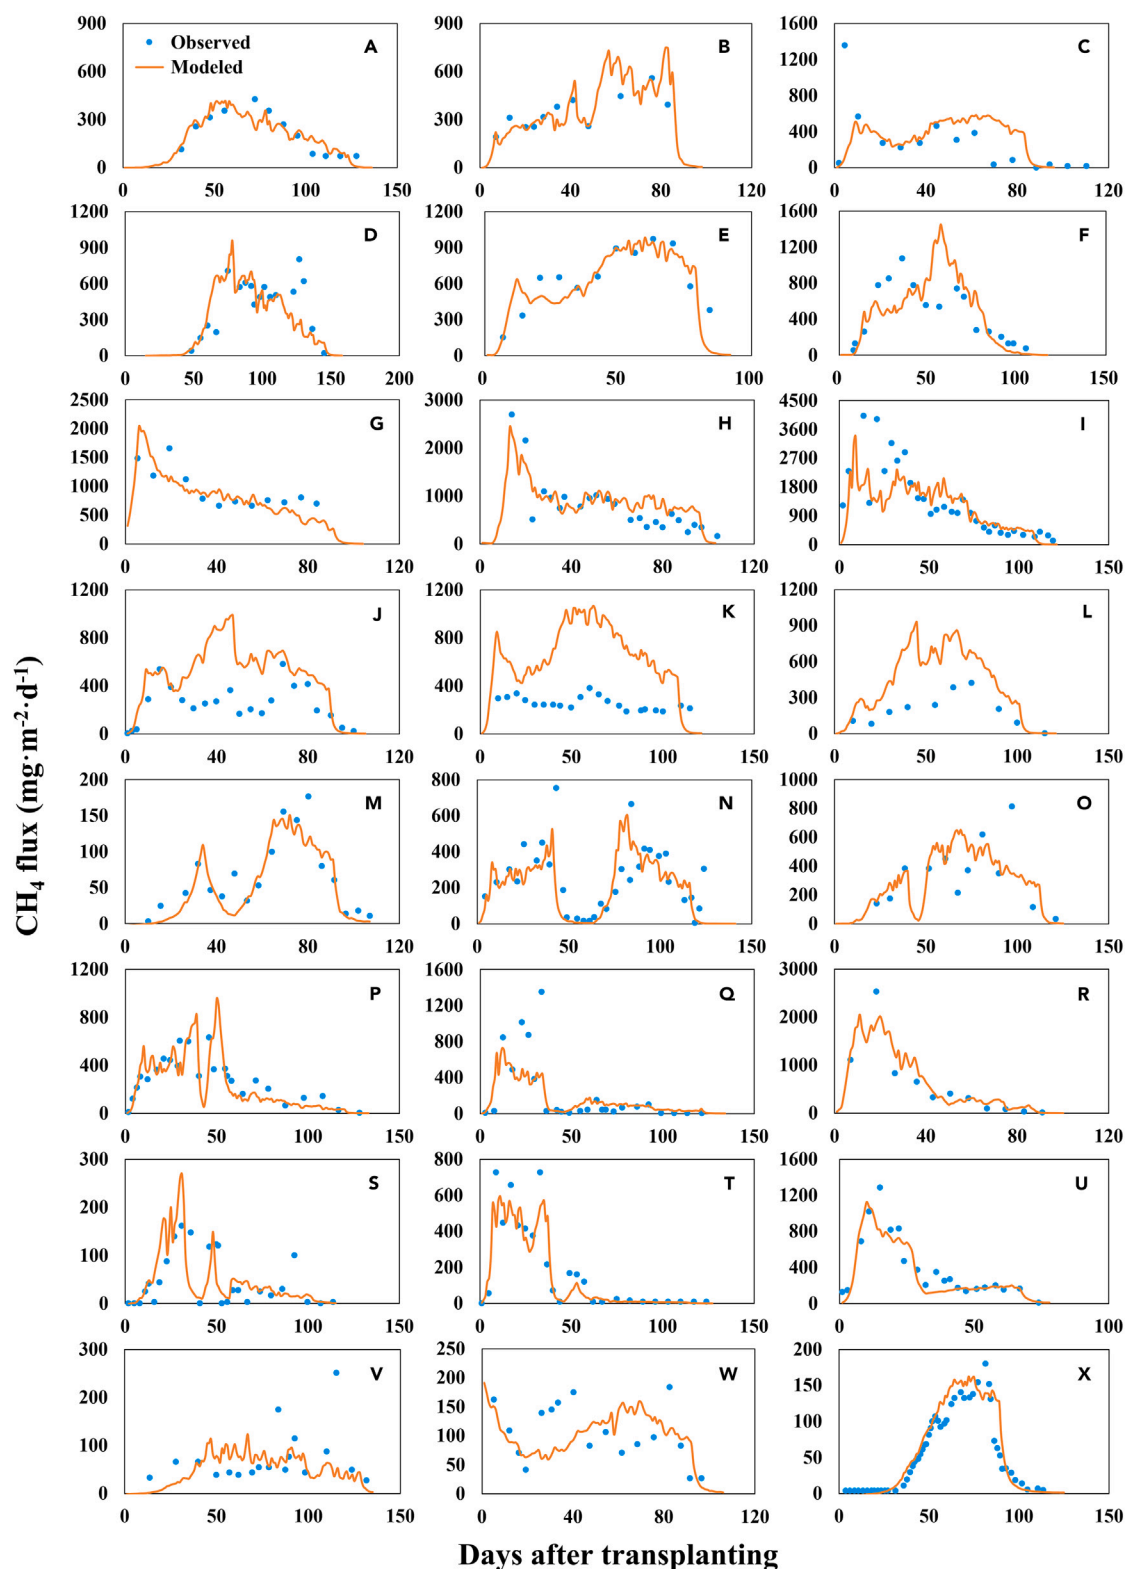 CH₄ flux (mg·m⁻²·d⁻¹)
900
600
300
0
Observed
Modeled
A
0 50 100 150
900
600
300
0
B
0 40 80 120
1600
1200
800
400
0
C
0 40 80 120
1200
900
600
300
0
D
0 50 100 150 200
1200
900
600
300
0
E
0 50 100
1600
1200
800
400
0
F
0 50 100 150
2500
2000
1500
1000
500
0
G
0 40 80 120
3000
2000
1000
0
H
0 40 80 120
4500
3600
2700
1800
900
0
I
0 50 100 150
1200
800
400
0
J
0 40 80 120
1200
800
400
0
K
0 50 100 150
1200
900
600
300
0
L
0 50 100 150
200
150
100
50
0
M
0 40 80 120
800
600
400
200
0
N
0 50 100 150
1000
800
600
400
200
0
O
0 50 100 150
1200
800
400
0
P
0 50 100 150
1600
1200
800
400
0
Q
0 50 100 150
3000
2000
1000
0
R
0 40 80 120
300
200
100
0
S
0 50 100 150
800
600
400
200
0
T
0 50 100 150
1600
1200
800
400
0
U
0 50 100
300
200
100
0
V
0 50 100 150
250
200
150
100
50
0
W
0 40 80 120
200
150
100
50
0
X
0 50 100 150
Days after transplanting